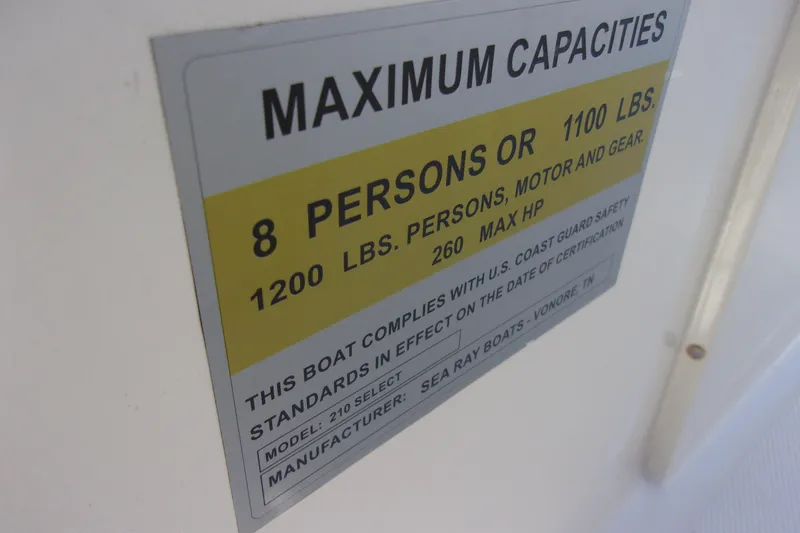 MAXIMUM CAPACITIES
8 PERSONS OR 1100 LBS.
1200 LBS. PERSONS, MOTOR AND GEAR.
260 MAX HP
THIS BOAT COMPLIES WITH U.S. COAST GUARD SAFETY
STANDARDS IN EFFECT ON THE DATE OF CERTIFICATION
MODEL: 210 SELECT
MANUFACTURER: SEA RAY BOATS - VONORE, TN